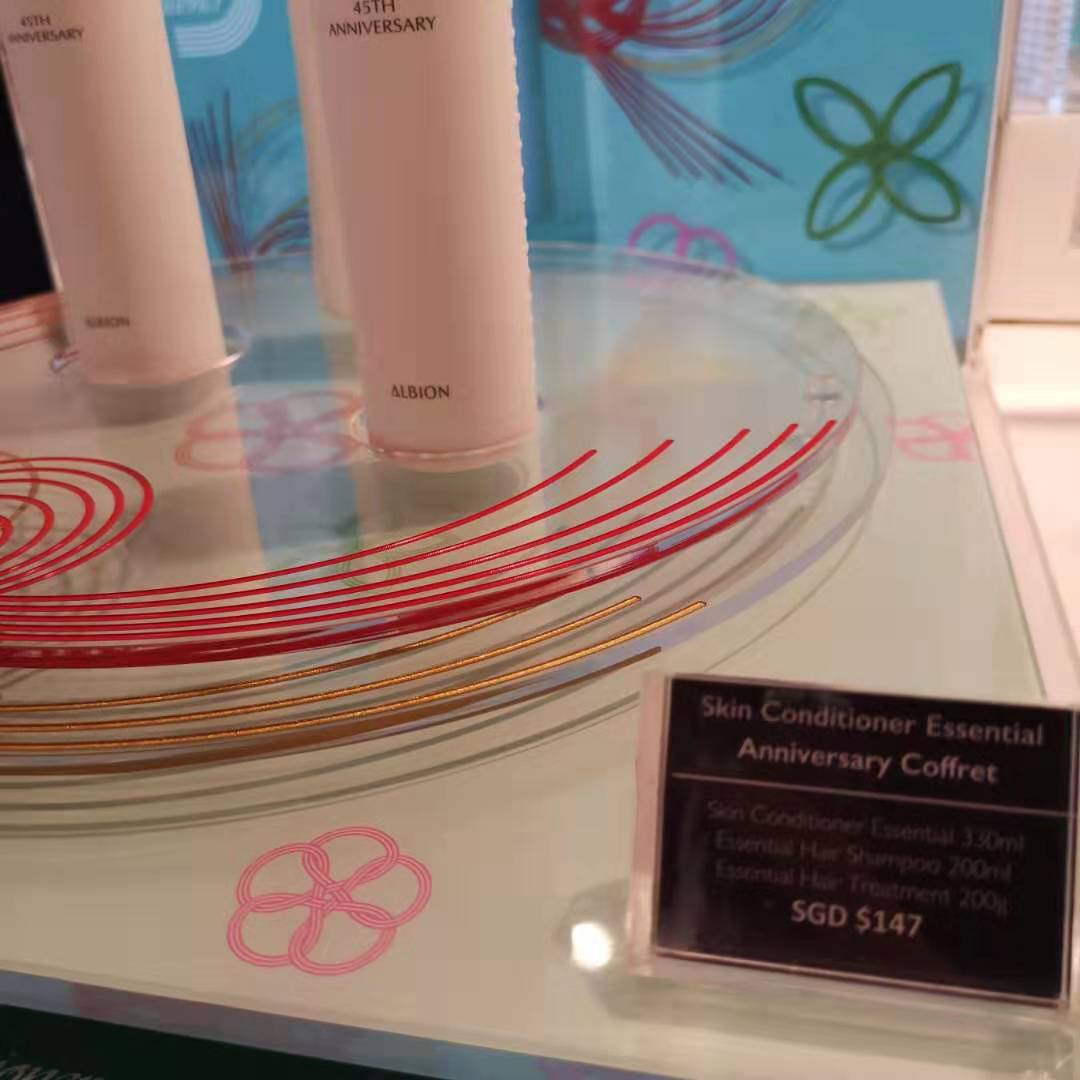 45TH
ANNIVERSARY
45TH
ANNIVERSARY
ALBION
ALBION
Skin Conditioner Essential
Anniversary Coffret
Skin Conditioner Essential 330ml
Essential Hair Shampoo 200ml
Essential Hair Treatment 200g
SGD $147